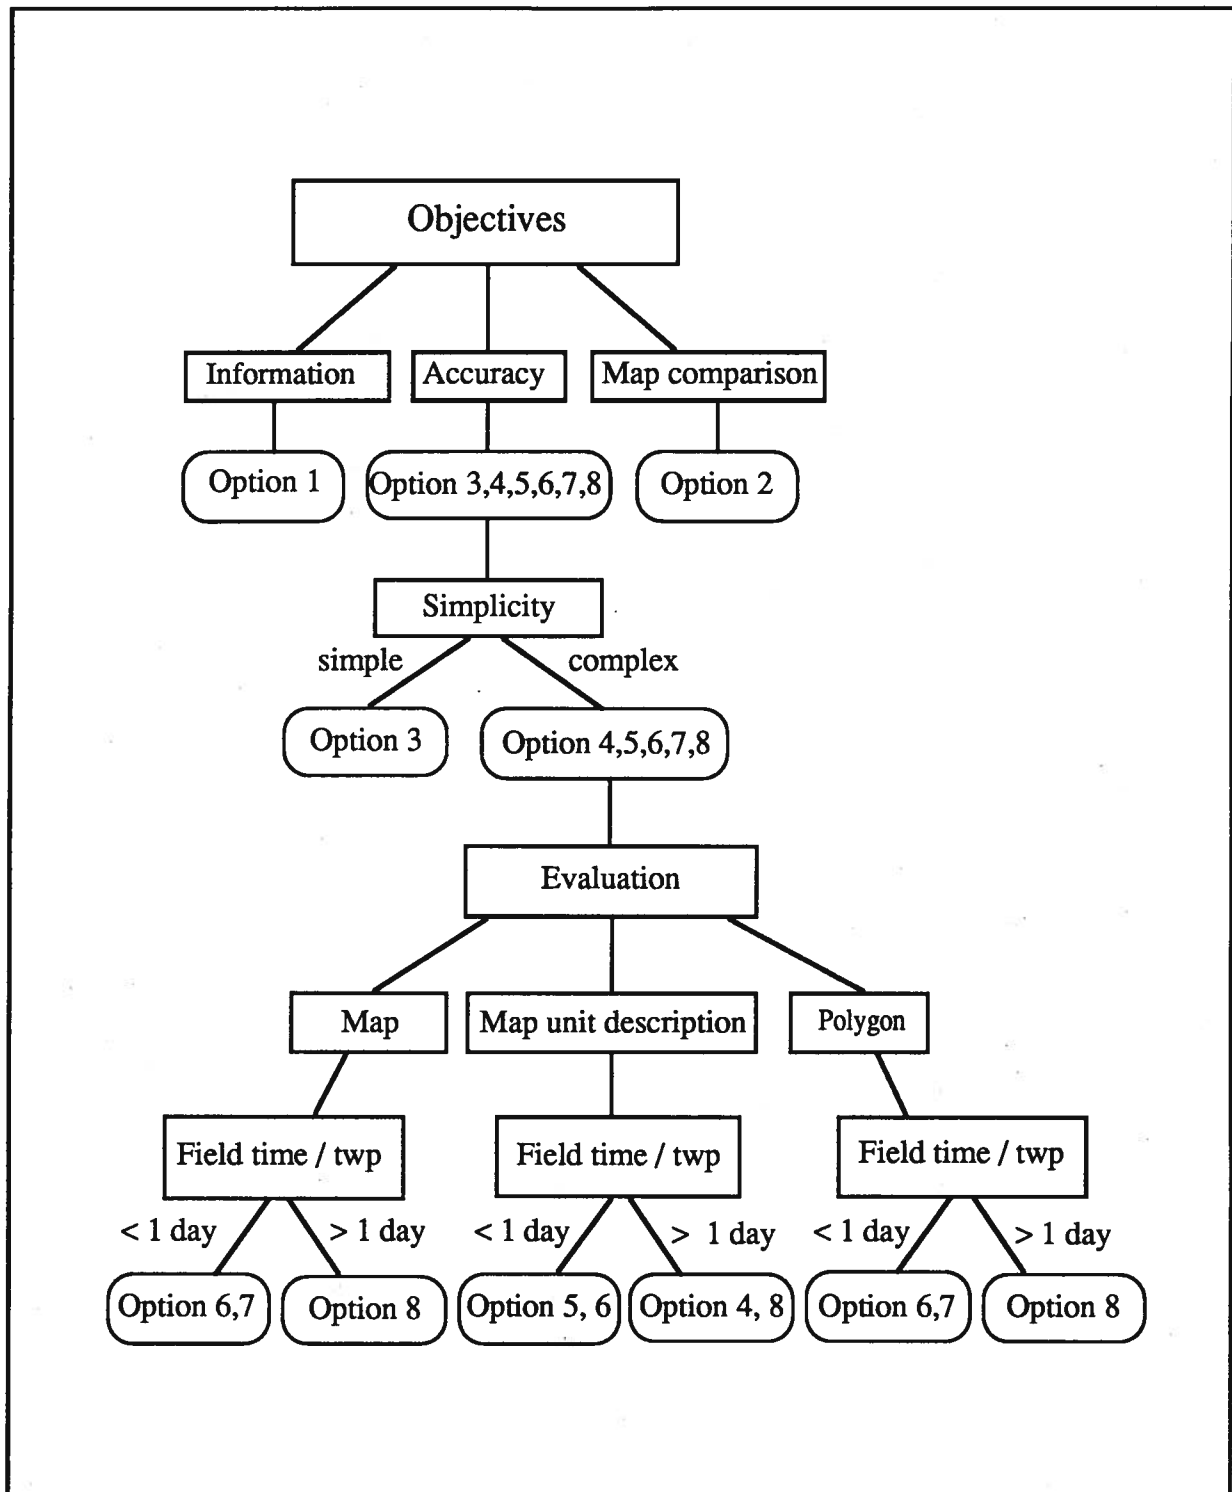 Objectives
Information
Accuracy
Map comparison
Option 1
Option 3,4,5,6,7,8
Option 2
Simplicity
simple
complex
Option 3
Option 4,5,6,7,8
Evaluation
Map
Map unit description
Polygon
Field time / twp
Field time / twp
Field time / twp
< 1 day
> 1 day
< 1 day
> 1 day
< 1 day
> 1 day
Option 6,7
Option 8
Option 5, 6
Option 4, 8
Option 6,7
Option 8